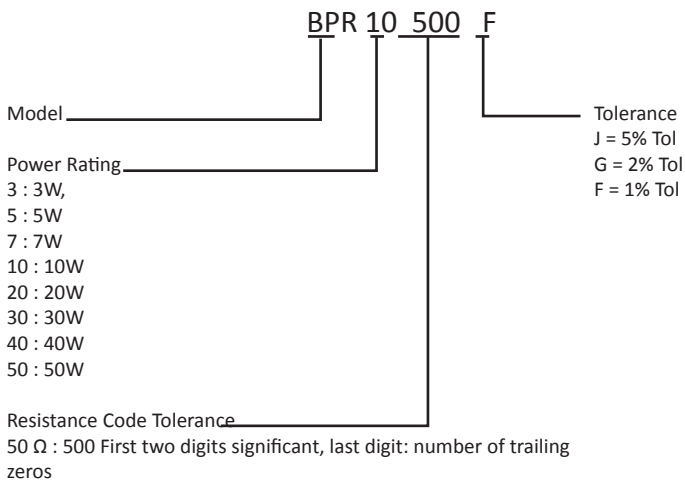 BPR 10 500 F
Model
Power Rating
3 : 3W,
5 : 5W
7 : 7W
10 : 10W
20 : 20W
30 : 30W
40 : 40W
50 : 50W
Resistance Code Tolerance
50 Ω : 500 First two digits significant, last digit: number of trailing
zeros
Tolerance
J = 5% Tol
G = 2% Tol
F = 1% Tol